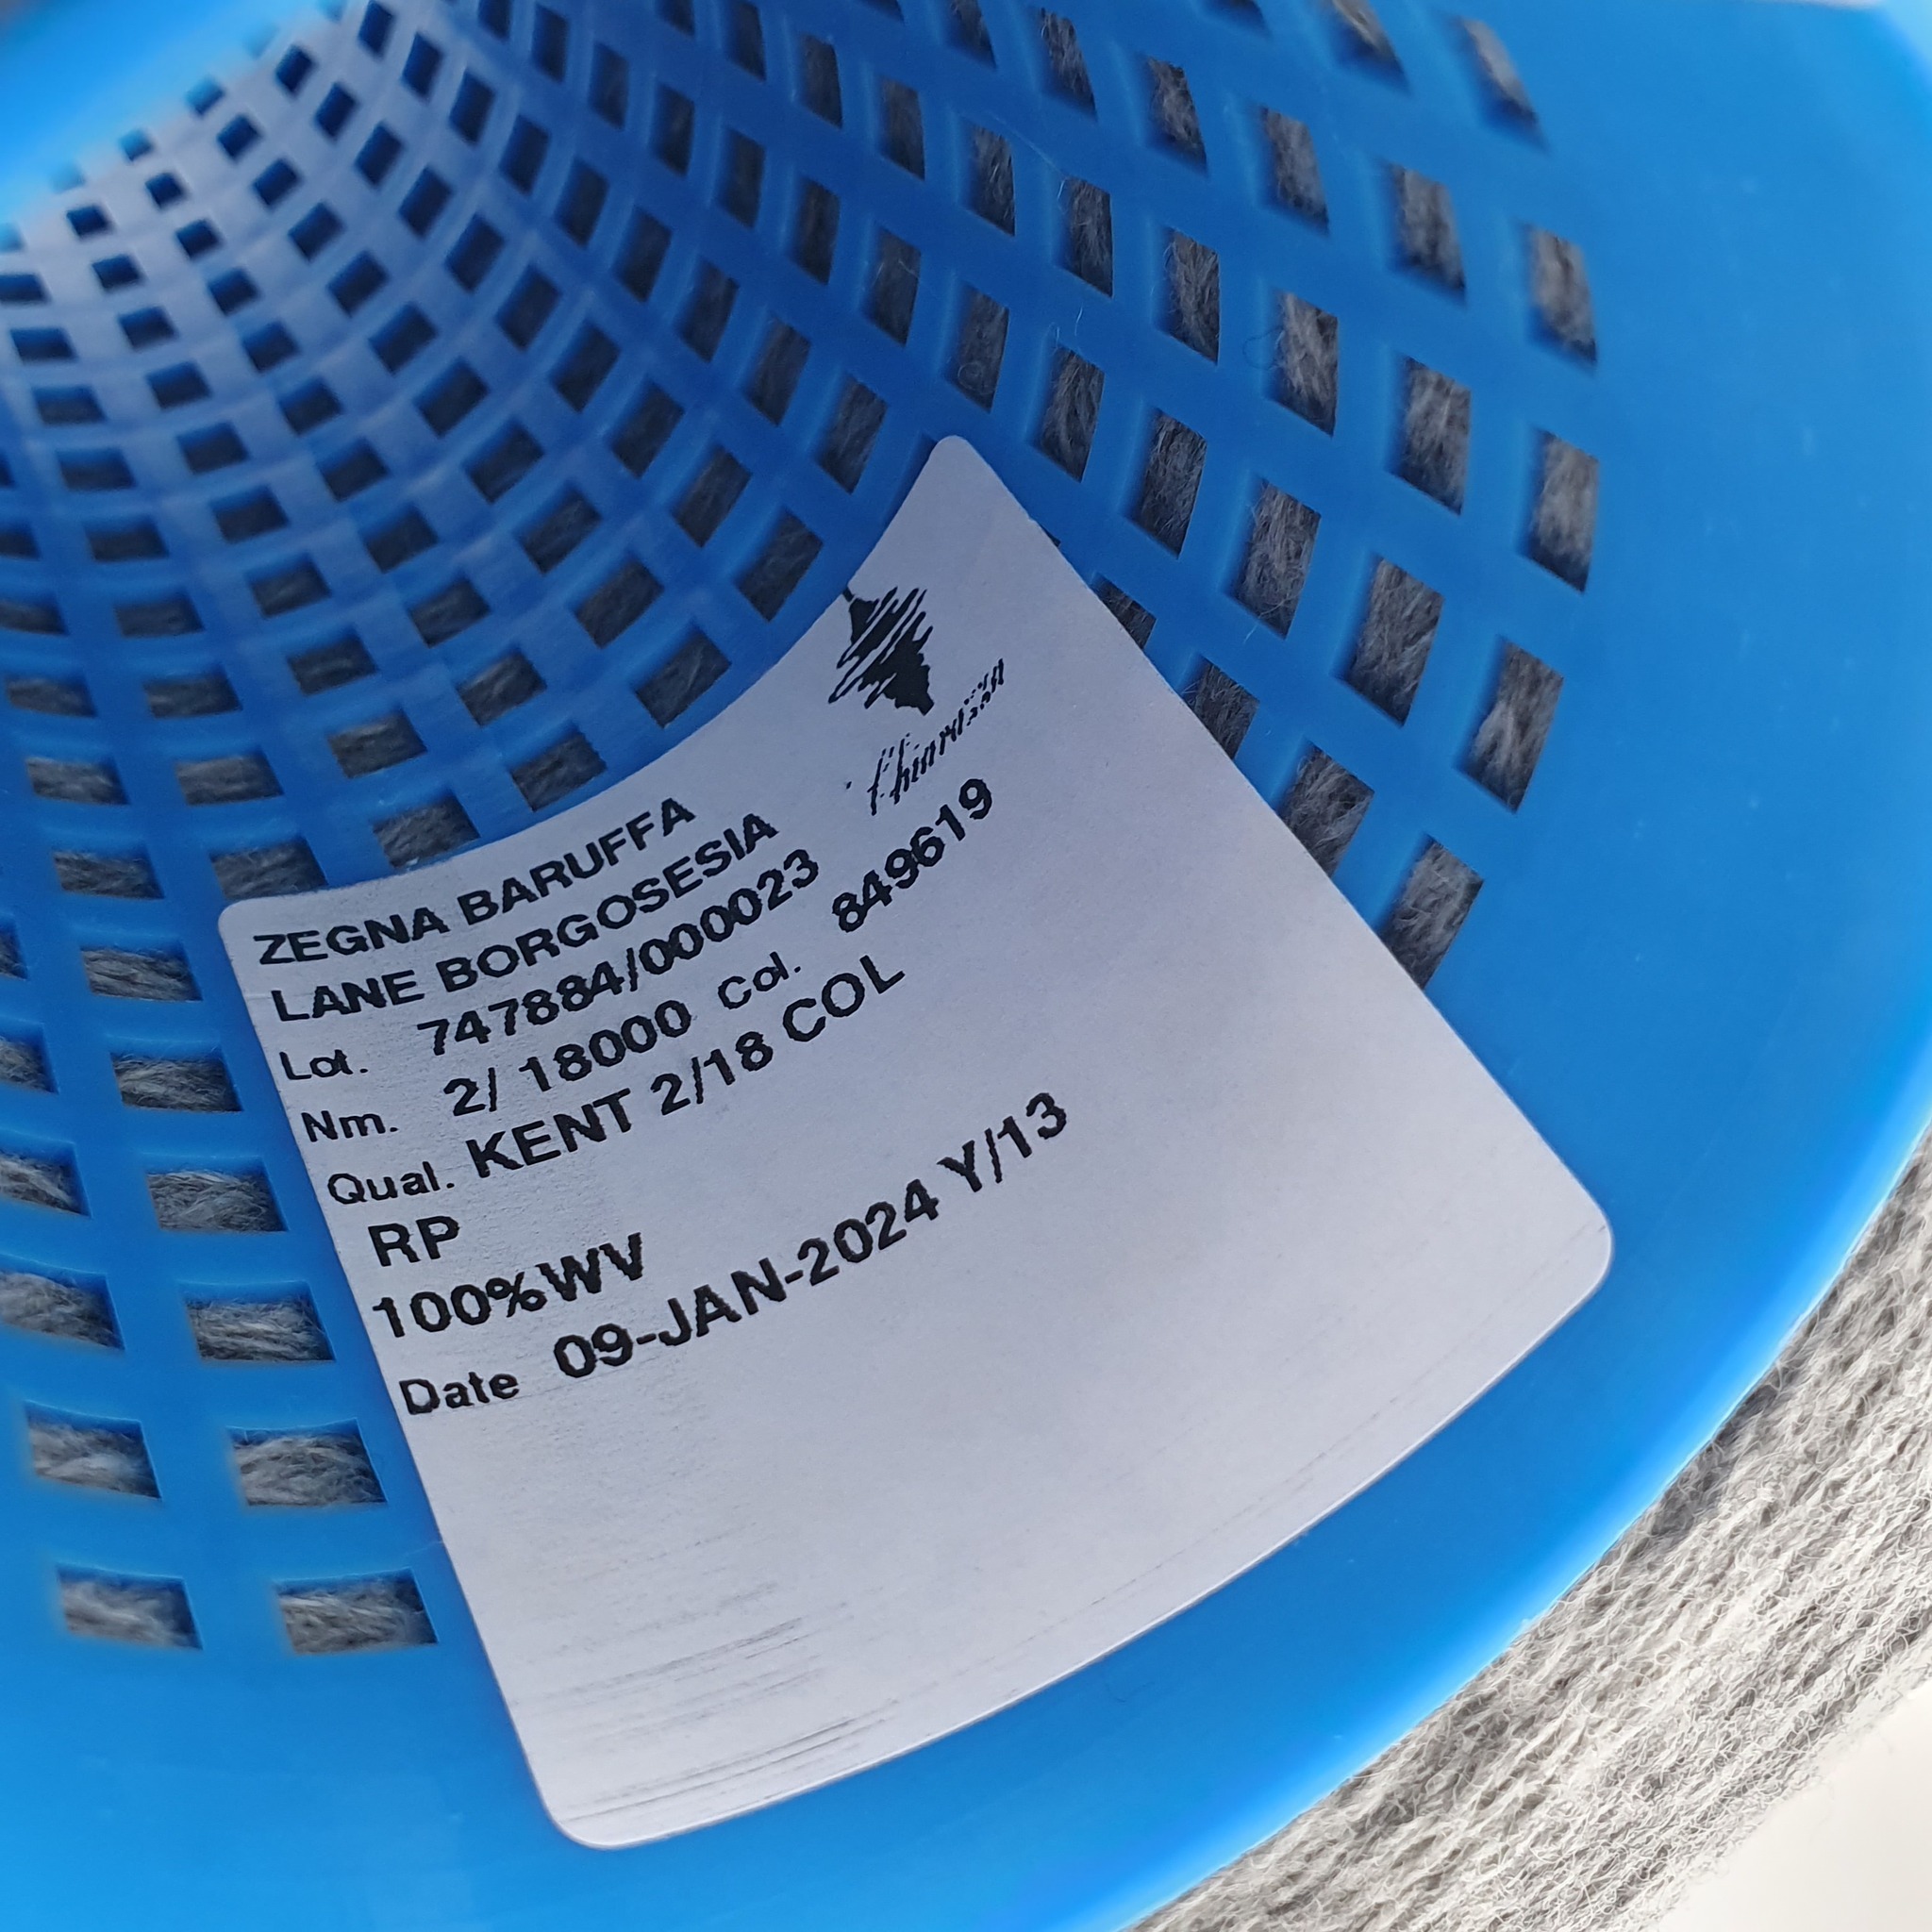 ZEGNA BARUFFA
LANE BORGOSESIA
Lot. 747884/000023
Nm. 2/ 18000 Col. 849619
Qual. KENT 2/18 COL
RP
100%WV
Date 09-JAN-2024 Y/13